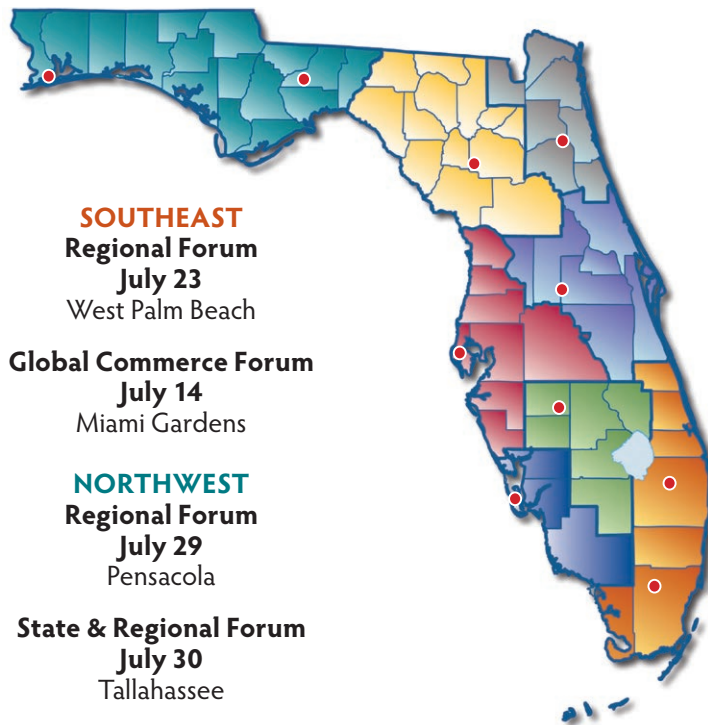 SOUTHEAST
Regional Forum
July 23
West Palm Beach
Global Commerce Forum
July 14
Miami Gardens
NORTHWEST
Regional Forum
July 29
Pensacola
State & Regional Forum
July 30
Tallahassee